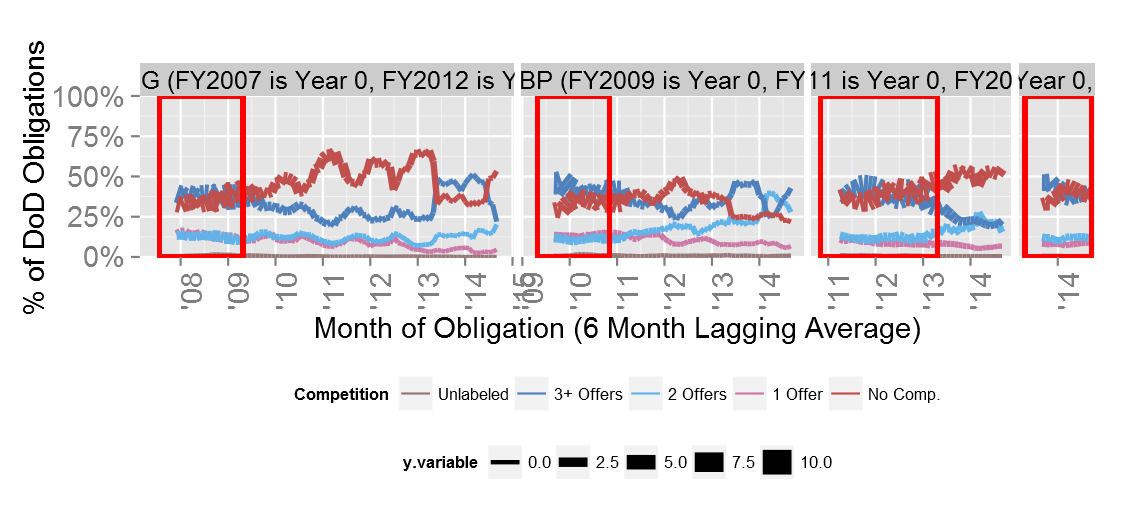 % of DoD Obligations
G (FY2007 is Year 0, FY2012 is Y
BP (FY2009 is Year 0, FY
11 is Year 0, FY20
Year 0,
100%
75%
50%
25%
0%
'08 '09 '10 '11 '12 '13 '14 '15
'09 '10 '11 '12 '13 '14
'11 '12 '13 '14
'14
Month of Obligation (6 Month Lagging Average)
Competition Unlabeled 3+ Offers 2 Offers 1 Offer No Comp.
y.variable 0.0 2.5 5.0 7.5 10.0